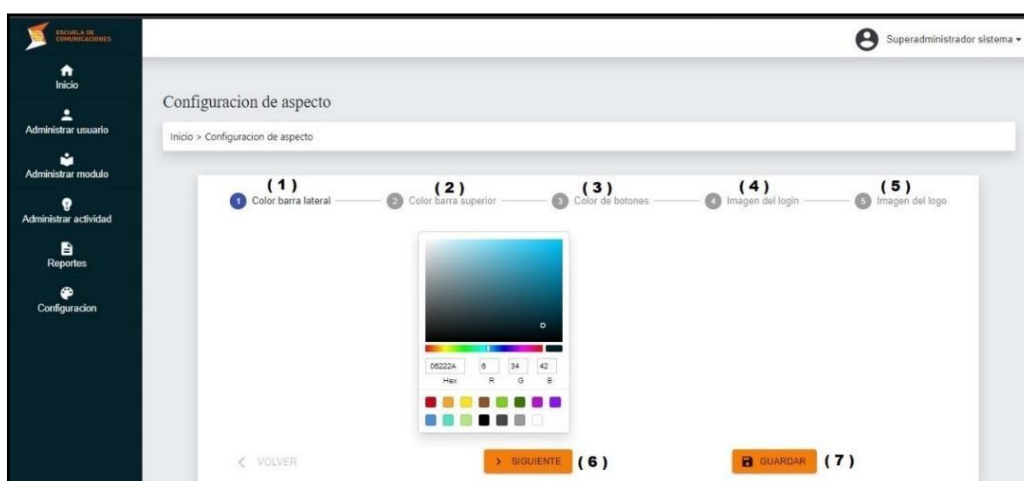 ESCUELA DE
COMUNICACIONES
Superadministrador sistema
Inicio
Administrar usuario
Administrar modulo
Administrar actividad
Reportes
Configuracion
Configuracion de aspecto
Inicio > Configuracion de aspecto
( 1 ) ( 2 ) ( 3 ) ( 4 ) ( 5 )
1 Color barra lateral 2 Color barra superior 3 Color de botones 4 Imagen del login 5 Imagen del logo
06222A 6 34 42
Hex R G B
VOLVER SIGUIENTE ( 6 ) GUARDAR ( 7 )